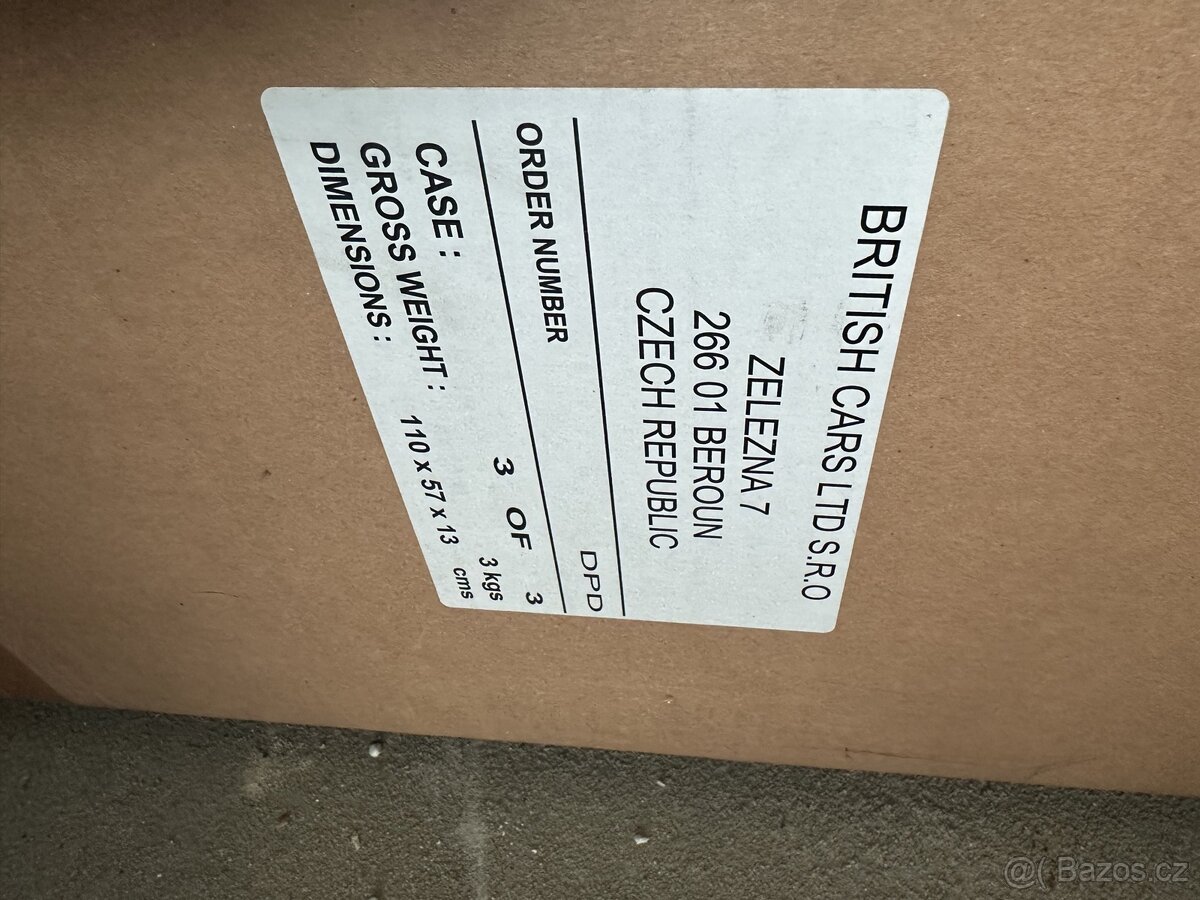 BRITISH CARS LTD S.R.O
ZELEZNA 7
266 01 BEROUN
CZECH REPUBLIC
DPD
ORDER NUMBER
CASE : 3 OF 3
GROSS WEIGHT : 3 kgs
DIMENSIONS : 110 x 57 x 13 cms
@( Bazos.cz